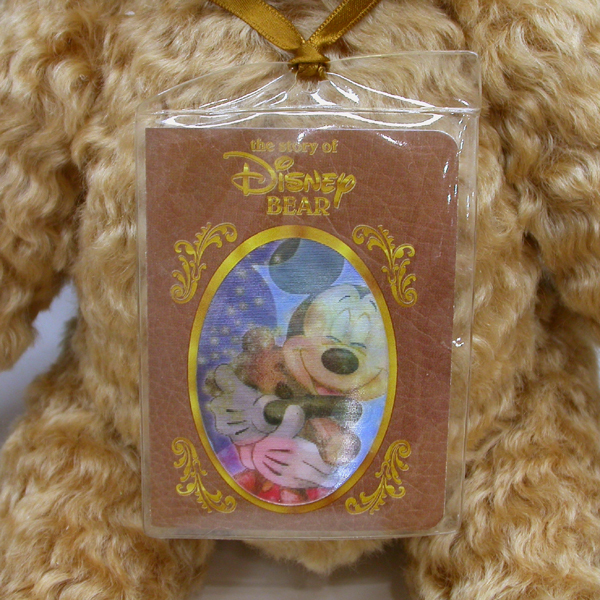 the story of
Disney
BEAR